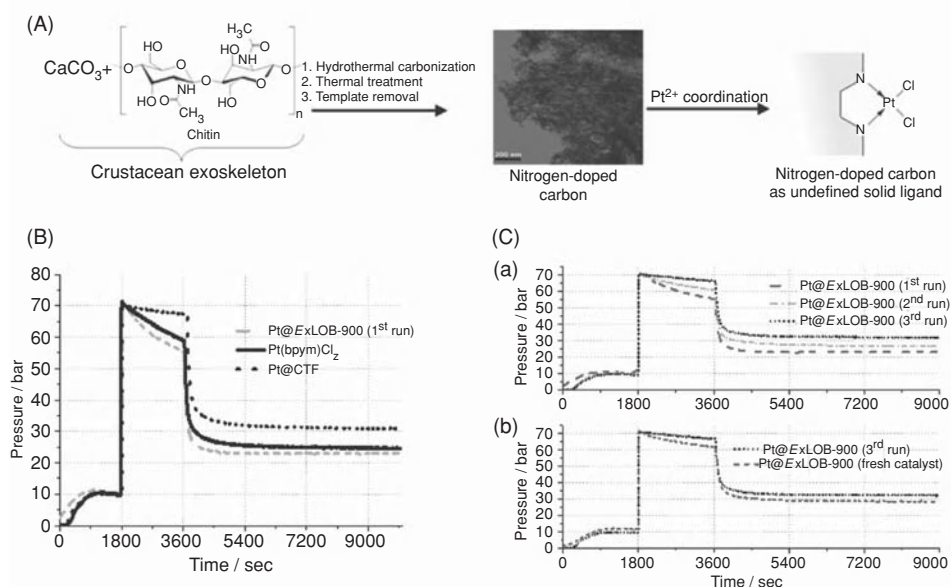 (A)
CaCO3+
HO
O
HO
O
NH
O
CH3
H3C
O
HO
NH
O
O
HO
O
n
Chitin
Crustacean exoskeleton
1. Hydrothermal carbonization
2. Thermal treatment
3. Template removal
200 nm
Nitrogen-doped
carbon
Pt2+ coordination
N
N
Pt
Cl
Cl
Nitrogen-doped carbon
as undefined solid ligand
(B)
Pressure / bar
80
70
60
50
40
30
20
10
0
Pt@ExLOB-900 (1st run)
Pt(bpym)Clz
Pt@CTF
0 1800 3600 5400 7200 9000
Time / sec
(C)
(a)
Pressure / bar
70
60
50
40
30
20
10
0
Pt@ExLOB-900 (1st run)
Pt@ExLOB-900 (2nd run)
Pt@ExLOB-900 (3rd run)
0 1800 3600 5400 7200 9000
(b)
Pressure / bar
70
60
50
40
30
20
10
0
Pt@ExLOB-900 (3rd run)
Pt@ExLOB-900 (fresh catalyst)
0 1800 3600 5400 7200 9000
Time / sec